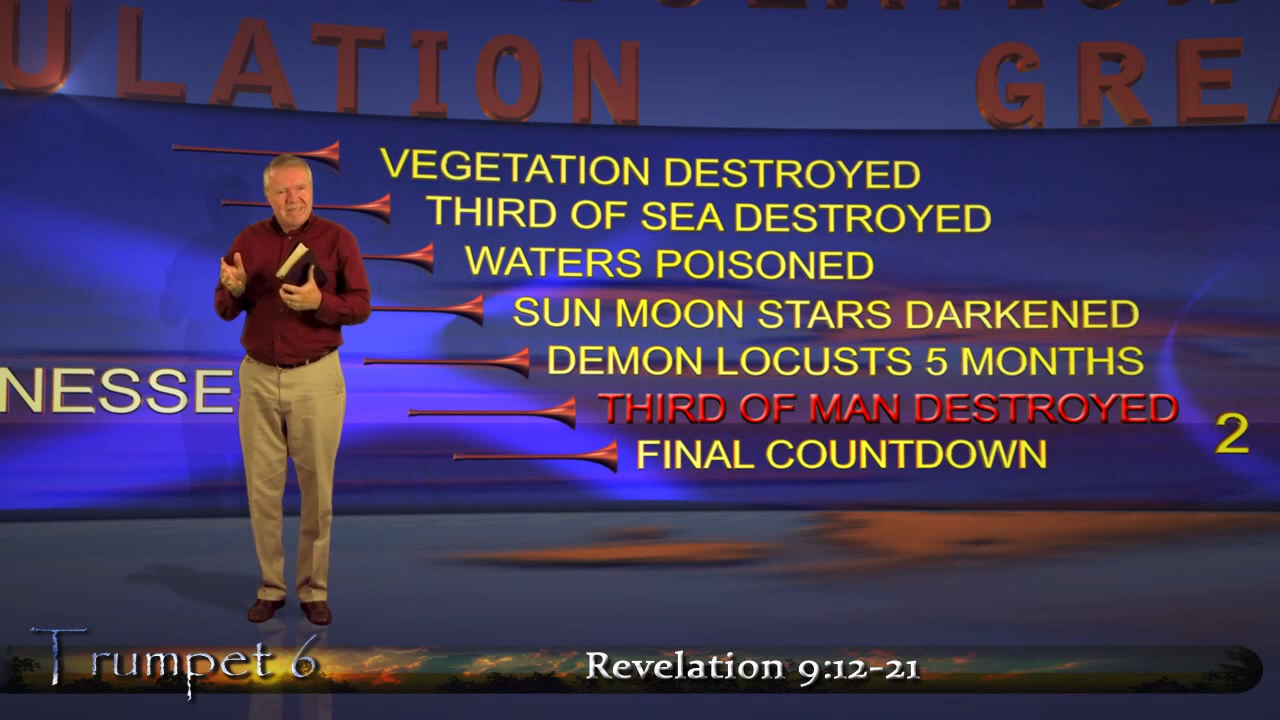 ULATION GREA
VEGETATION DESTROYED
THIRD OF SEA DESTROYED
WATERS POISONED
SUN MOON STARS DARKENED
DEMON LOCUSTS 5 MONTHS
NESSE
THIRD OF MAN DESTROYED
2
FINAL COUNTDOWN
Trumpet 6
Revelation 9:12-21